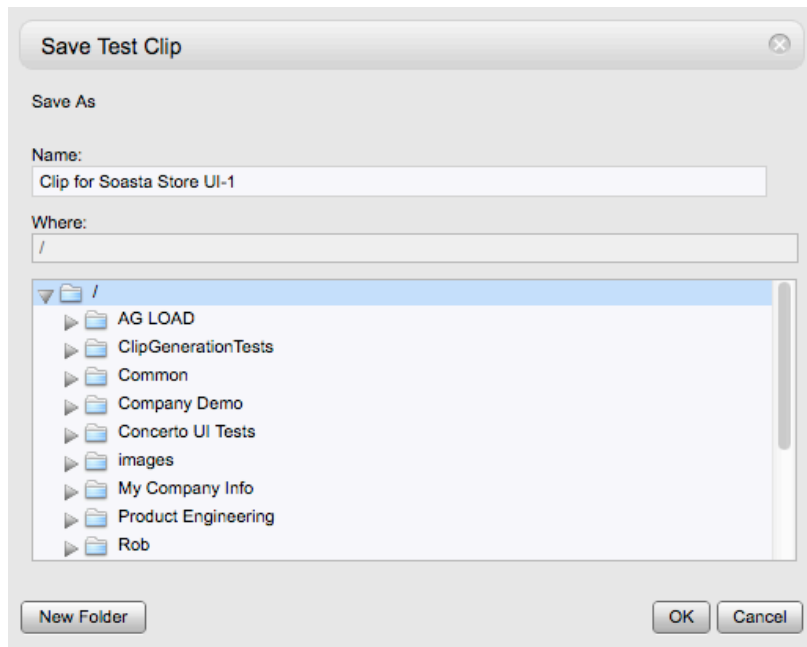 Save Test Clip
Save As
Name:
Clip for Soasta Store UI-1
Where:
/
/
AG LOAD
ClipGenerationTests
Common
Company Demo
Concerto UI Tests
images
My Company Info
Product Engineering
Rob
New Folder OK Cancel